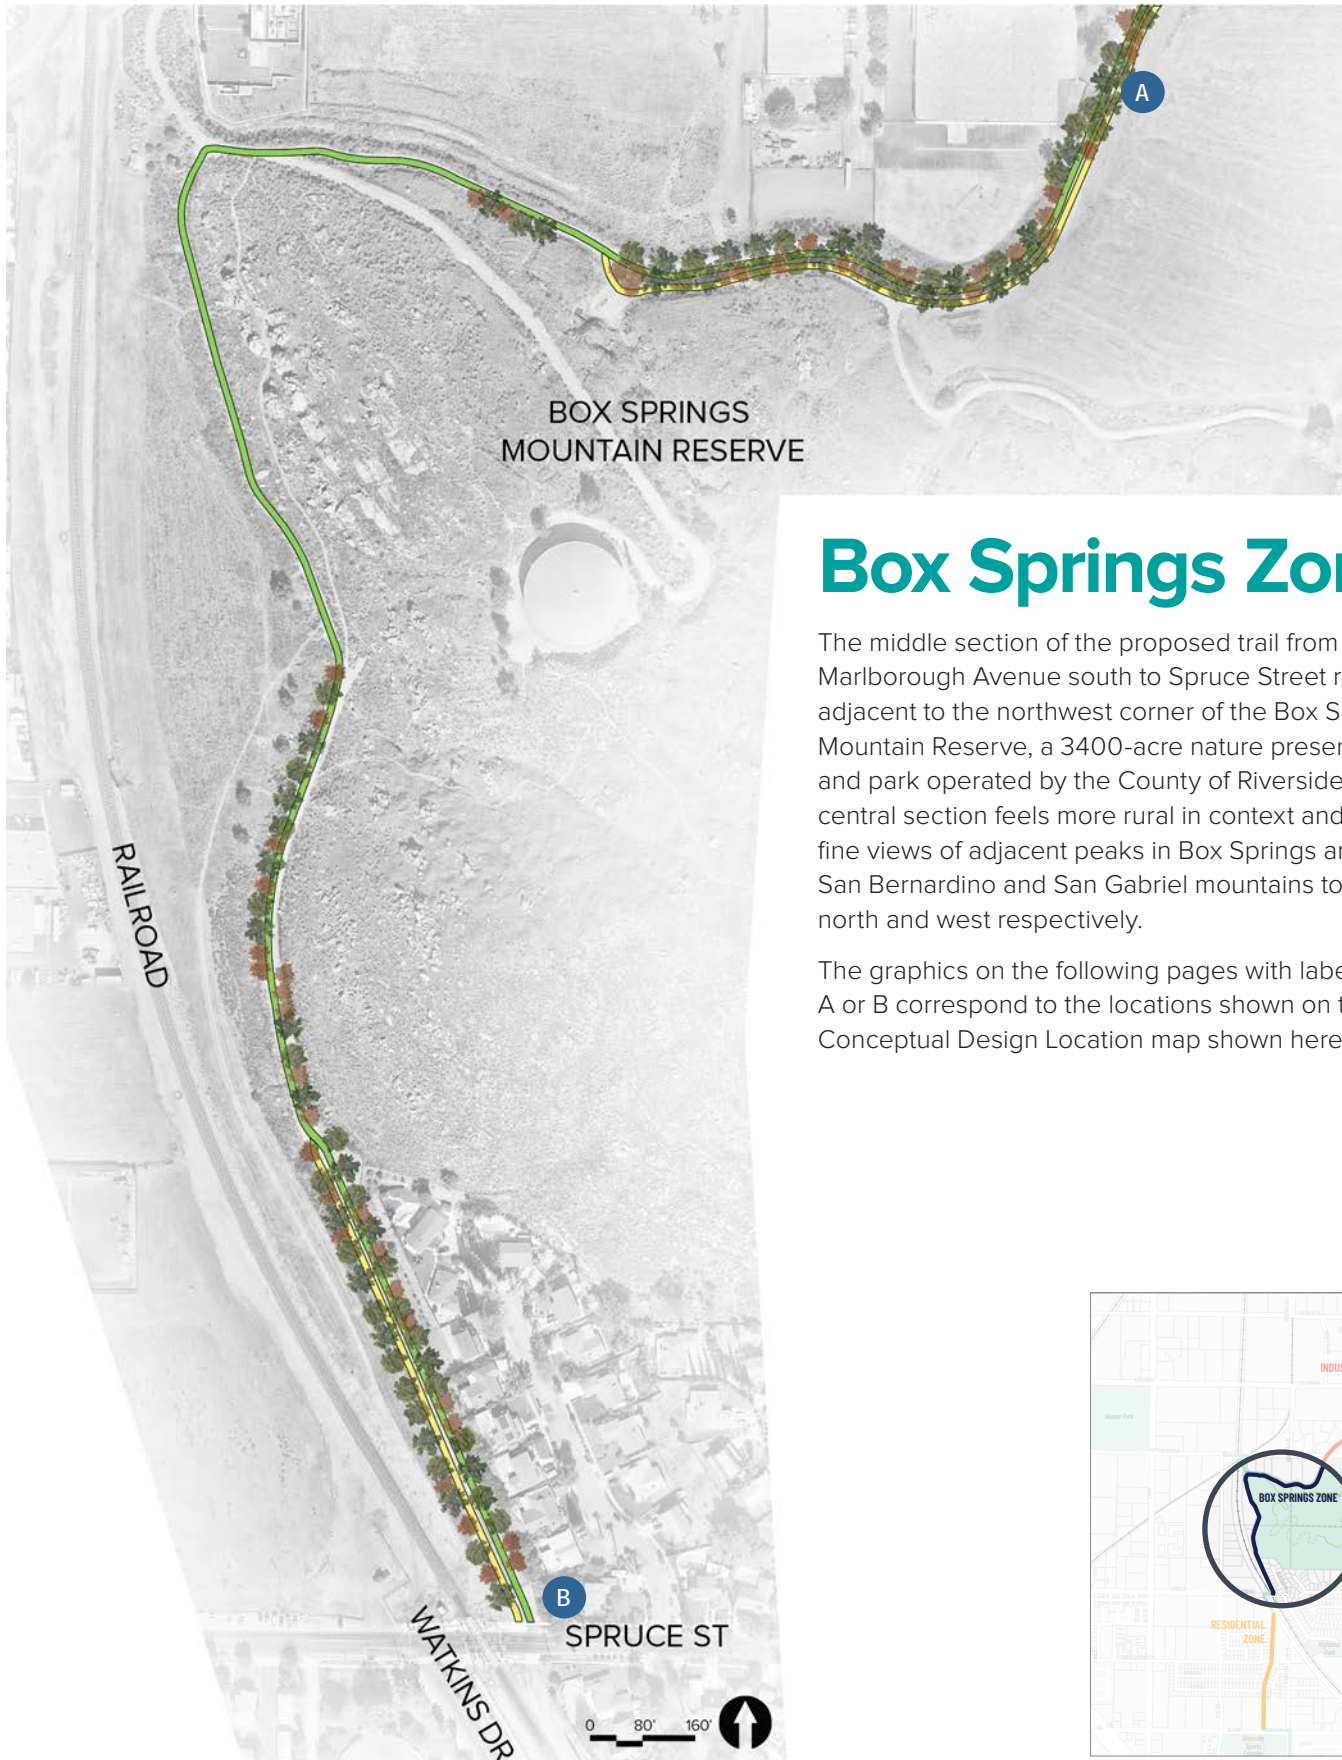 A
BOX SPRINGS
MOUNTAIN RESERVE
Box Springs
The middle section of the proposed trail from
Marlborough Avenue south to Spruce Street
adjacent to the northwest corner of the Box
Mountain Reserve, a 3400-acre nature
and park operated by the County of Riverside
central section feels more rural in context and
fine views of adjacent peaks in Box Springs
San Bernardino and San Gabriel mountains to
north and west respectively.
The graphics on the following pages with
A or B correspond to the locations shown on
Conceptual Design Location map shown here
RAILROAD
B
SPRUCE ST
WATKINS DR
0 80' 160'
BOX SPRINGS ZONE
RESIDENTIAL
ZONE